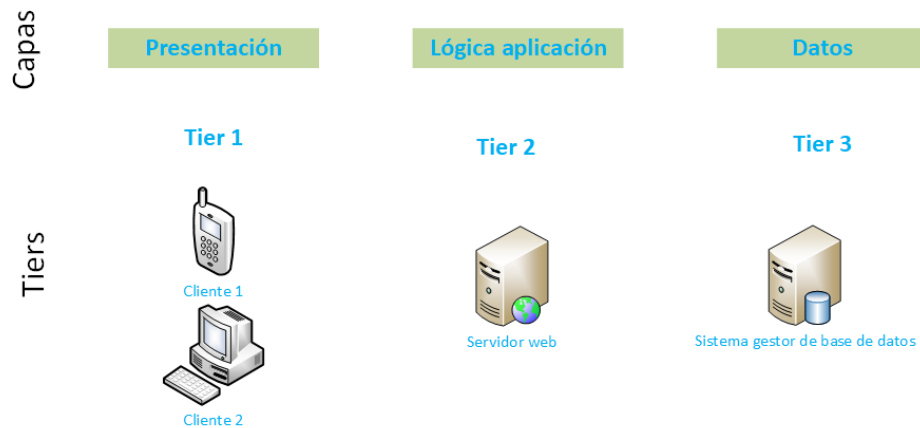 Capas
Presentación
Lógica aplicación
Datos
Tiers
Tier 1
Tier 2
Tier 3
Cliente 1
Servidor web
Sistema gestor de base de datos
Cliente 2